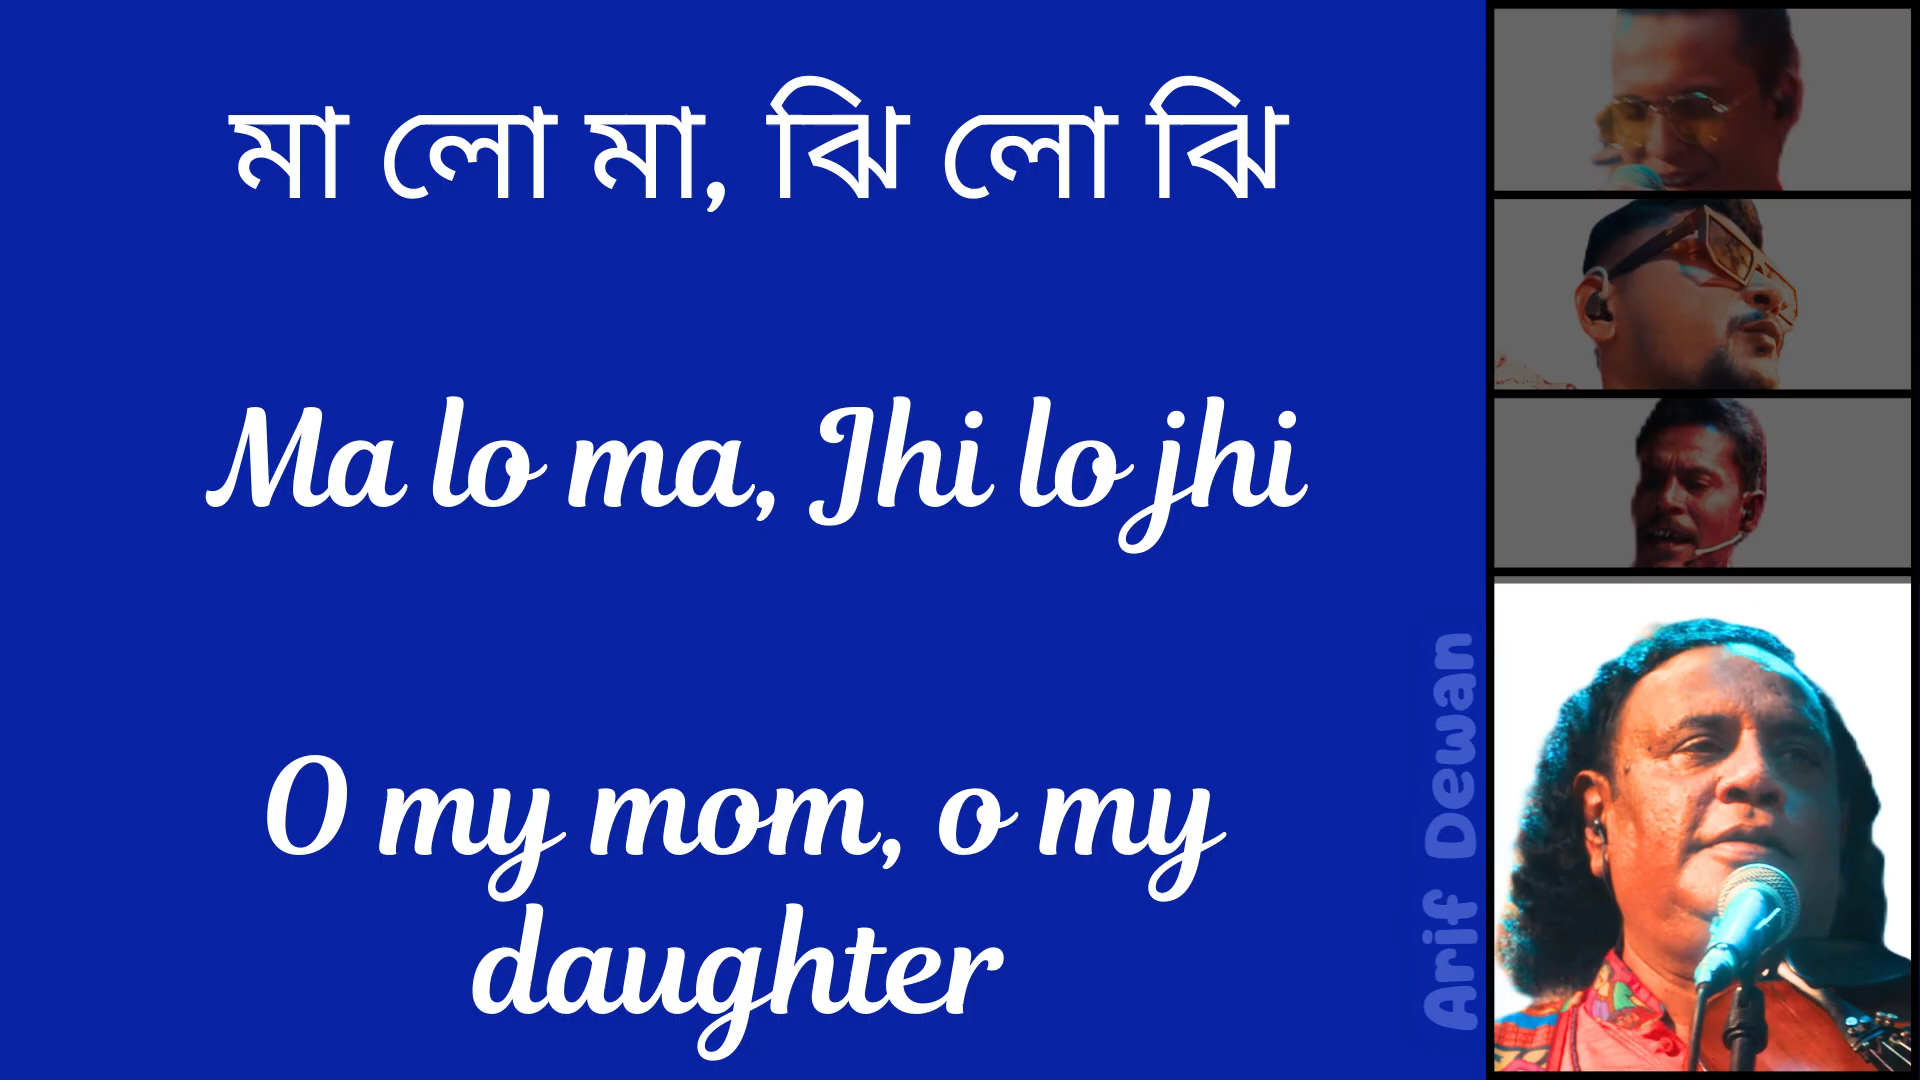 মা লো মা, ঝি লো ঝি
Ma lo ma, Jhi lo jhi
O my mom, o my
daughter
Arif Dewan